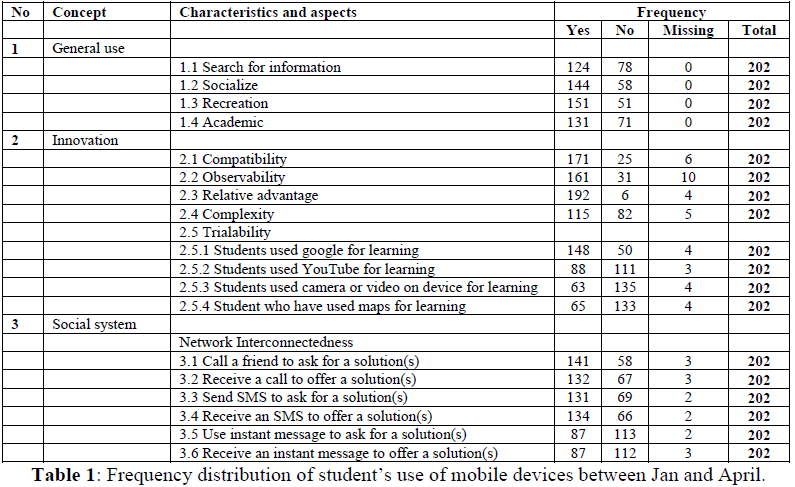 No Concept Characteristics and aspects Frequency
Yes No Missing Total
1 General use
1.1 Search for information 124 78 0 202
1.2 Socialize 144 58 0 202
1.3 Recreation 151 51 0 202
1.4 Academic 131 71 0 202
2 Innovation
2.1 Compatibility 171 25 6 202
2.2 Observability 161 31 10 202
2.3 Relative advantage 192 6 4 202
2.4 Complexity 115 82 5 202
2.5 Trialability
2.5.1 Students used google for learning 148 50 4 202
2.5.2 Students used YouTube for learning 88 111 3 202
2.5.3 Students used camera or video on device for learning 63 135 4 202
2.5.4 Student who have used maps for learning 65 133 4 202
3 Social system
Network Interconnectedness
3.1 Call a friend to ask for a solution(s) 141 58 3 202
3.2 Receive a call to offer a solution(s) 132 67 3 202
3.3 Send SMS to ask for a solution(s) 131 69 2 202
3.4 Receive an SMS to offer a solution(s) 134 66 2 202
3.5 Use instant message to ask for a solution(s) 87 113 2 202
3.6 Receive an instant message to offer a solution(s) 87 112 3 202
Table 1: Frequency distribution of student's use of mobile devices between Jan and April.